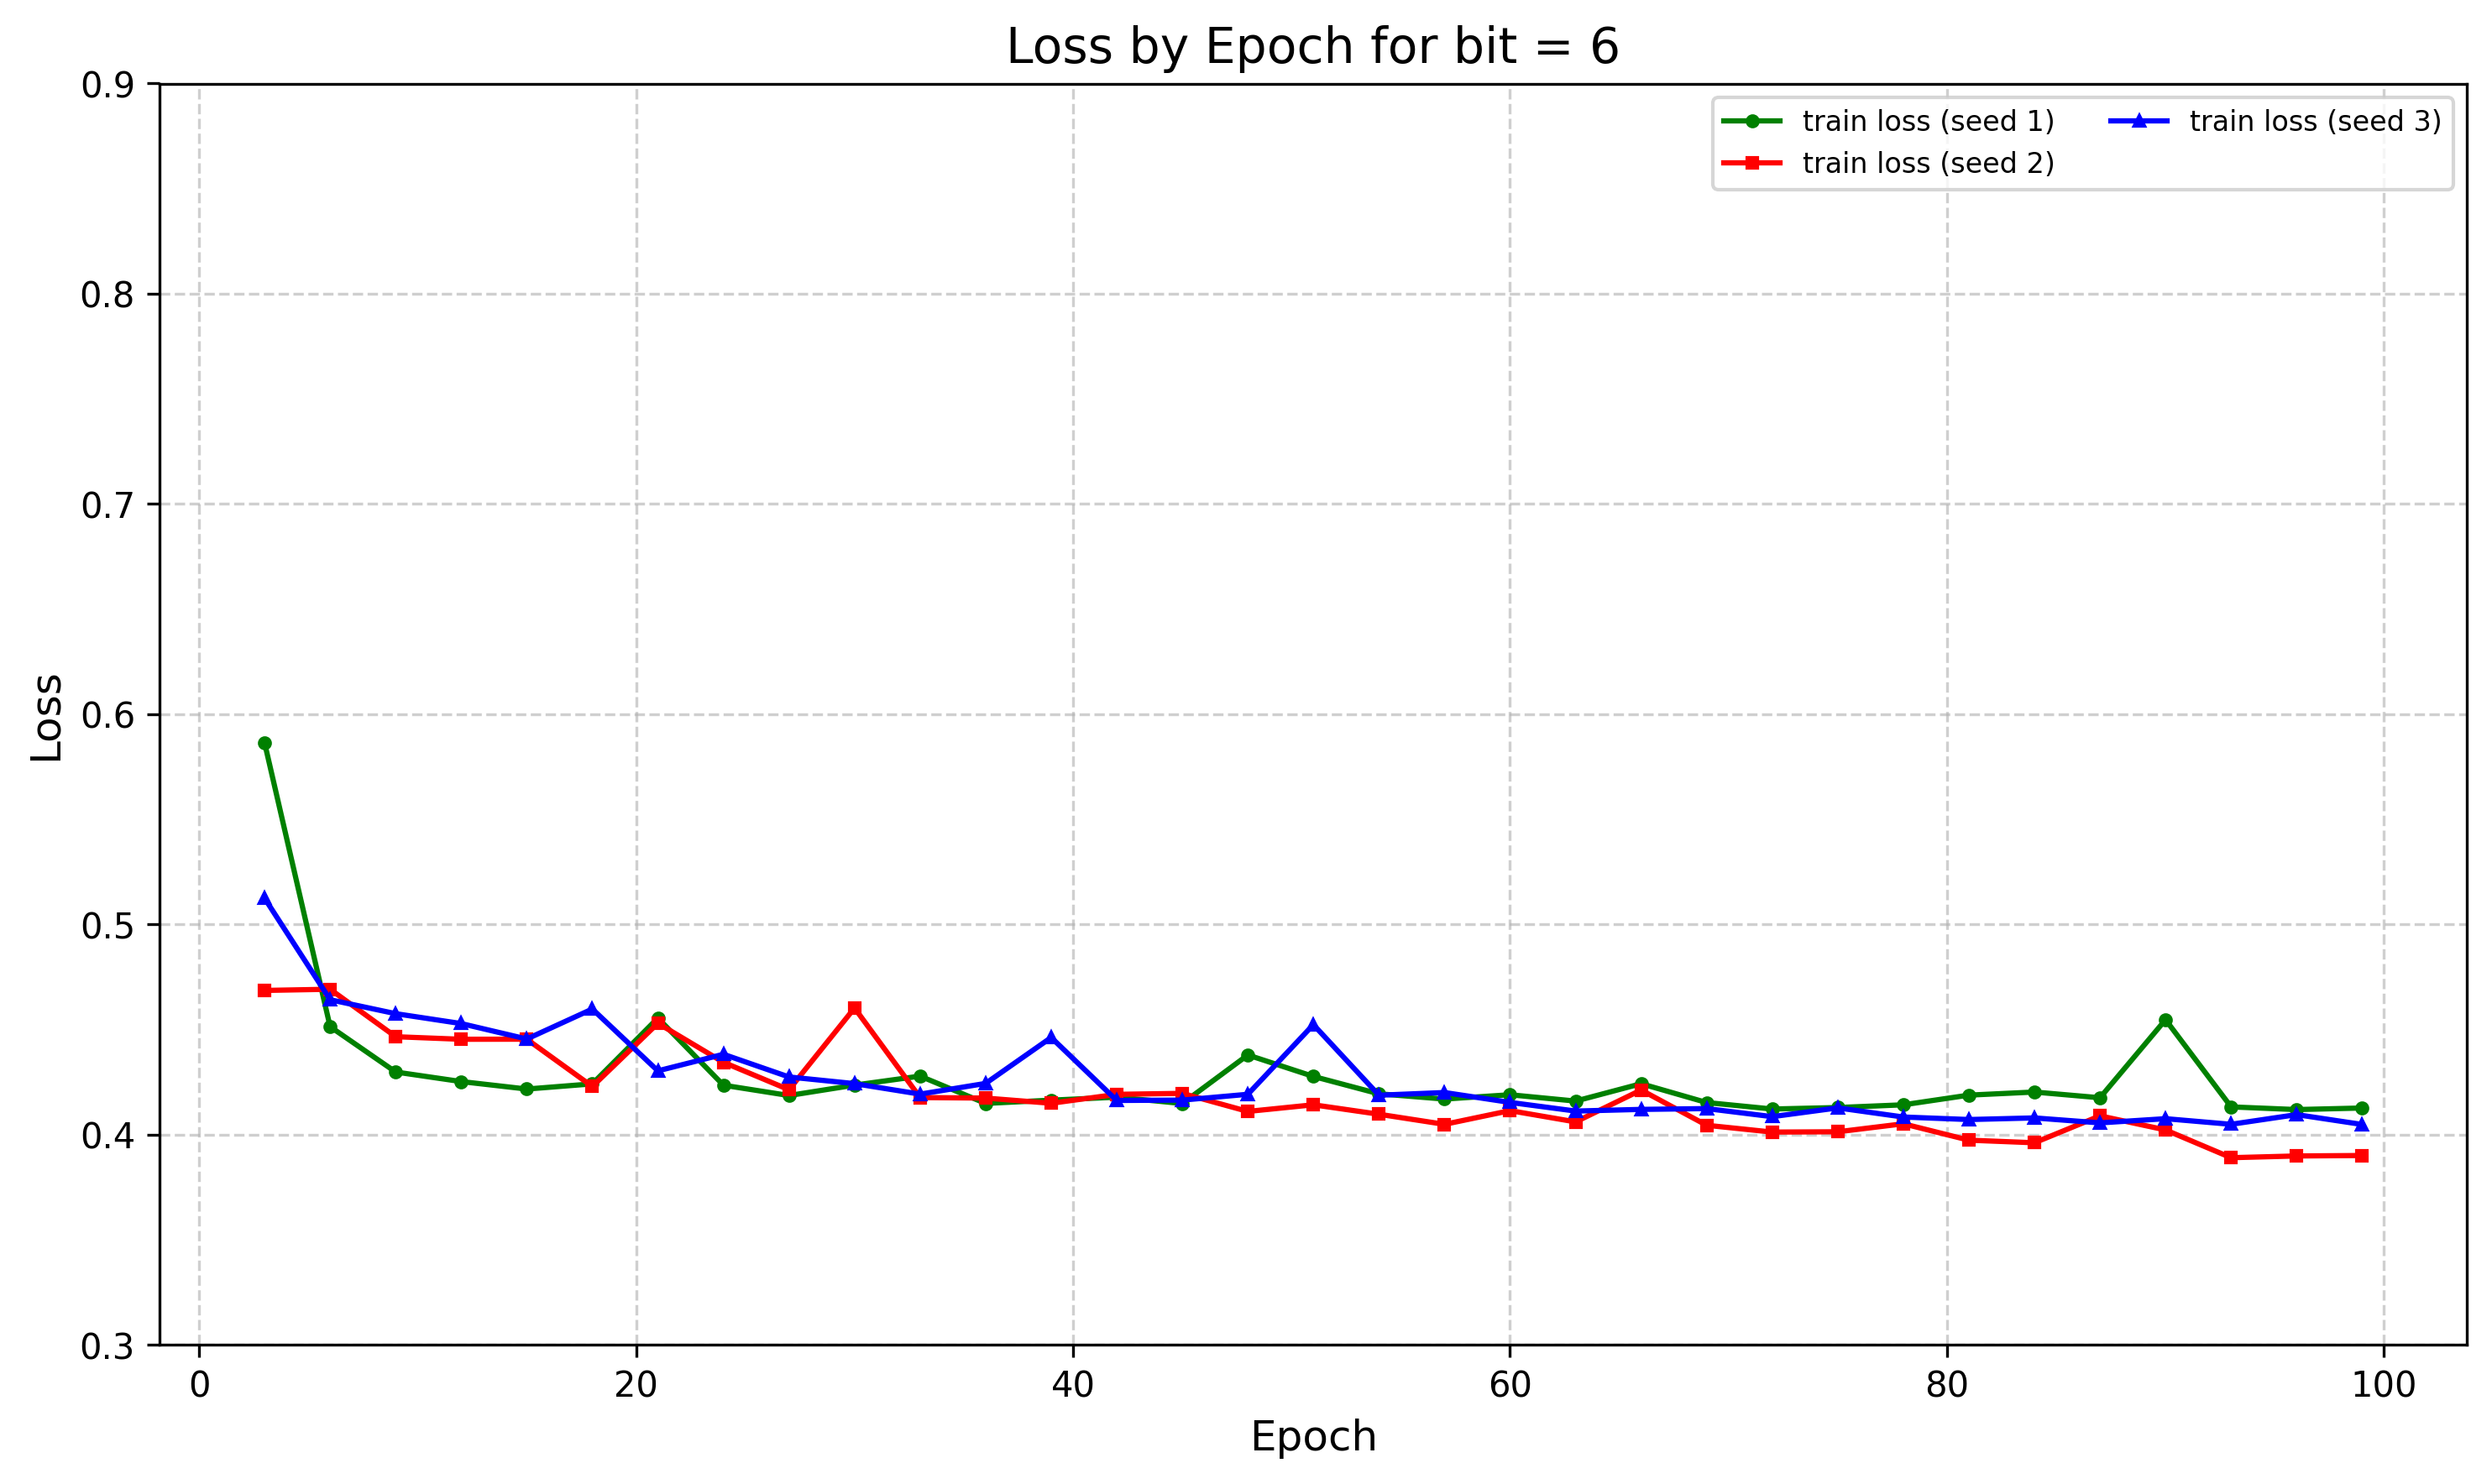 Loss by Epoch for bit = 6
train loss (seed 1)
train loss (seed 2)
train loss (seed 3)
Loss
0.9
0.8
0.7
0.6
0.5
0.4
0.3
0 20 40 60 80 100
Epoch